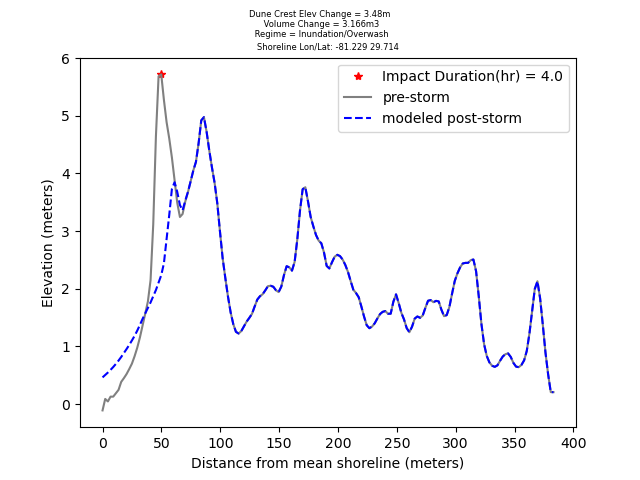 Dune Crest Elev Change = 3.48m
Volume Change = 3.166m3
Regime = Inundation/Overwash
Shoreline Lon/Lat: -81.229 29.714
Impact Duration(hr) = 4.0
pre-storm
modeled post-storm
Elevation (meters)
6
5
4
3
2
1
0
0
50
100
150
200
250
300
350
400
Distance from mean shoreline (meters)